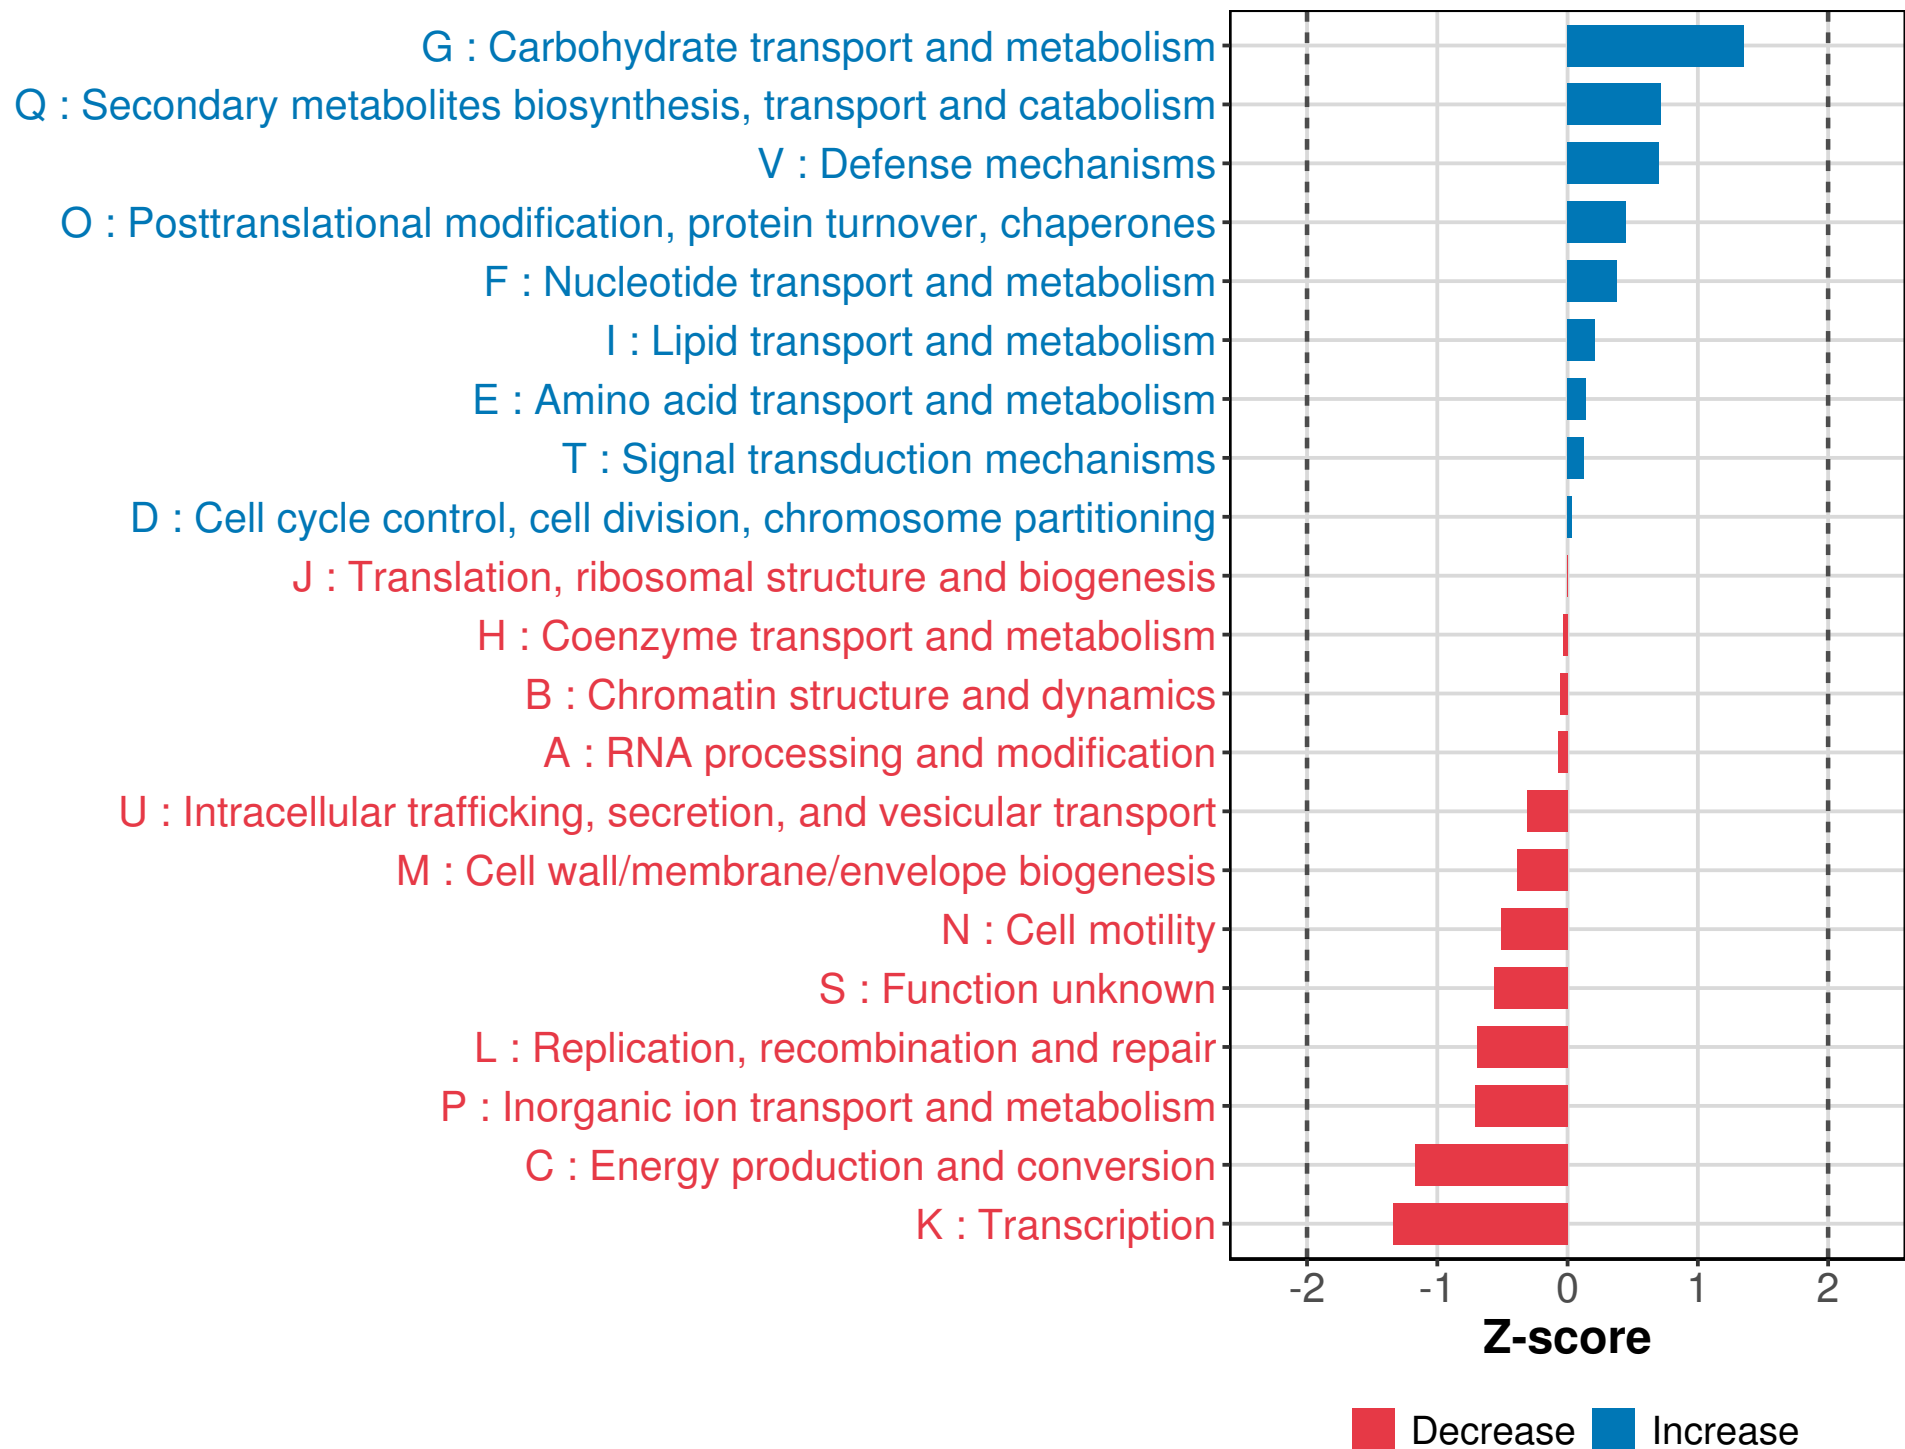 G : Carbohydrate transport and metabolism
Q : Secondary metabolites biosynthesis, transport and catabolism
V : Defense mechanisms
O : Posttranslational modification, protein turnover, chaperones
F : Nucleotide transport and metabolism
I : Lipid transport and metabolism
E : Amino acid transport and metabolism
T : Signal transduction mechanisms
D : Cell cycle control, cell division, chromosome partitioning
J : Translation, ribosomal structure and biogenesis
H : Coenzyme transport and metabolism
B : Chromatin structure and dynamics
A : RNA processing and modification
U : Intracellular trafficking, secretion, and vesicular transport
M : Cell wall/membrane/envelope biogenesis
N : Cell motility
S : Function unknown
L : Replication, recombination and repair
P : Inorganic ion transport and metabolism
C : Energy production and conversion
K : Transcription
-2 -1 0 1 2
Z-score
Decrease Increase